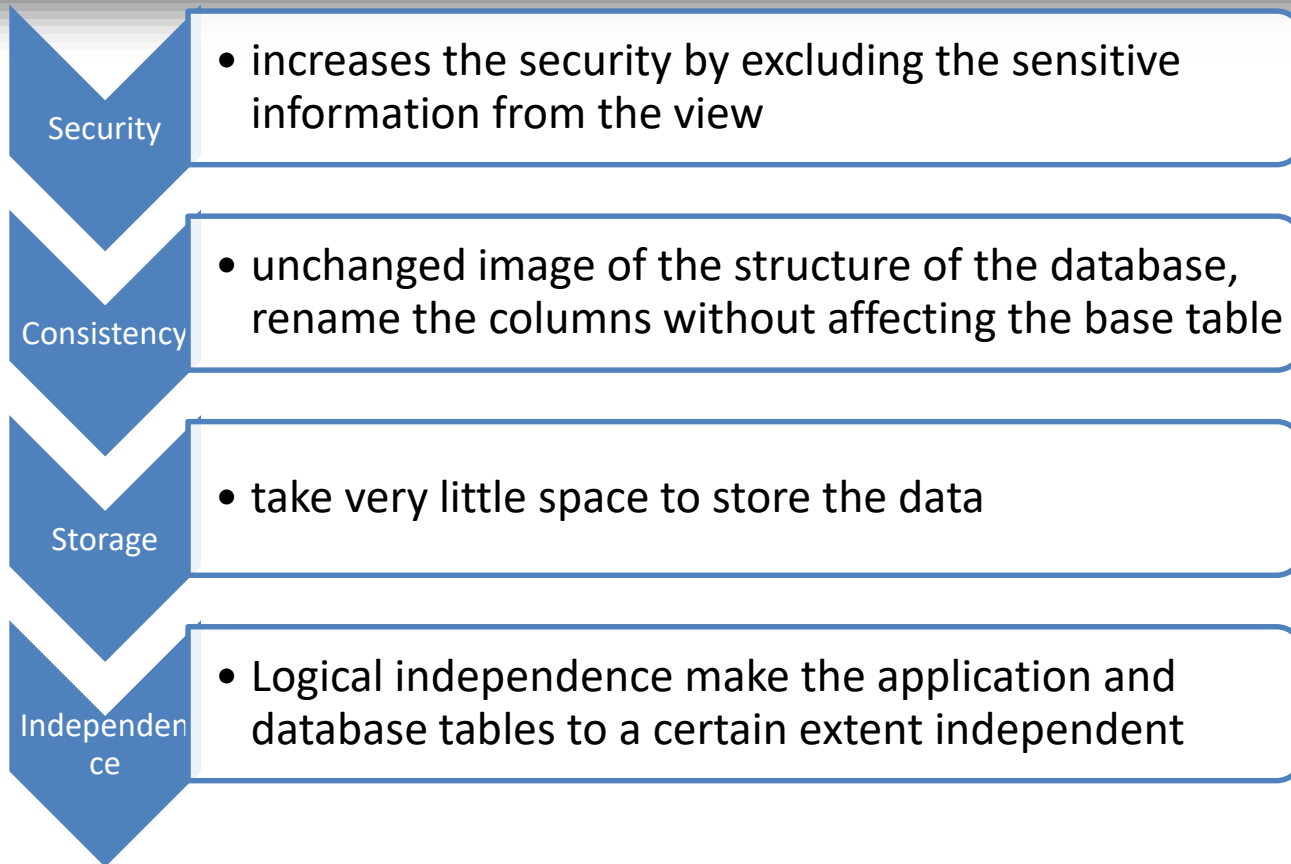 Security
• increases the security by excluding the sensitive
information from the view
Consistency
• unchanged image of the structure of the database,
rename the columns without affecting the base table
Storage
• take very little space to store the data
Independen
ce
• Logical independence make the application and
database tables to a certain extent independent